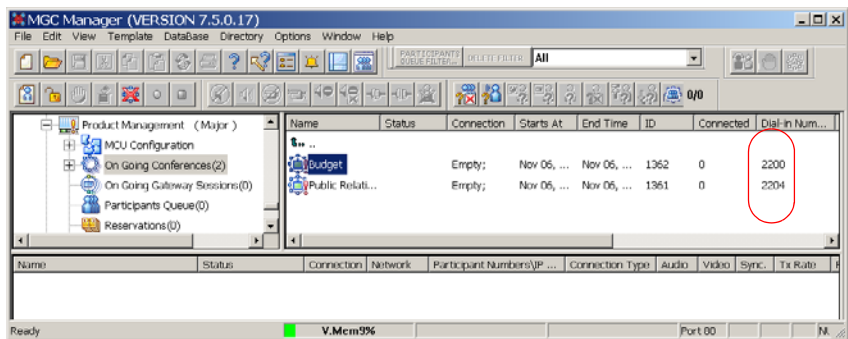 MGC Manager (VERSION 7.5.0.17)
File Edit View Template DataBase Directory Options Window Help
PARTICIPANTS QUEUE FILTER... DELETE FILTER All
0/0
Product Management (Major)
MCU Configuration
On Going Conferences(2)
On Going Gateway Sessions(0)
Participants Queue(0)
Reservations(0)
Name Status Connection Starts At End Time ID Connected Dial-in Num...
..
Budget Empty; Nov 06, ... Nov 06, ... 1362 0 2200
Public Relati... Empty; Nov 06, ... Nov 06, ... 1361 0 2204
Name Status Connection Network Participant Numbers\IP ... Connection Type Audio Video Sync. Tx Rate
Ready V.Mem9% Port 00